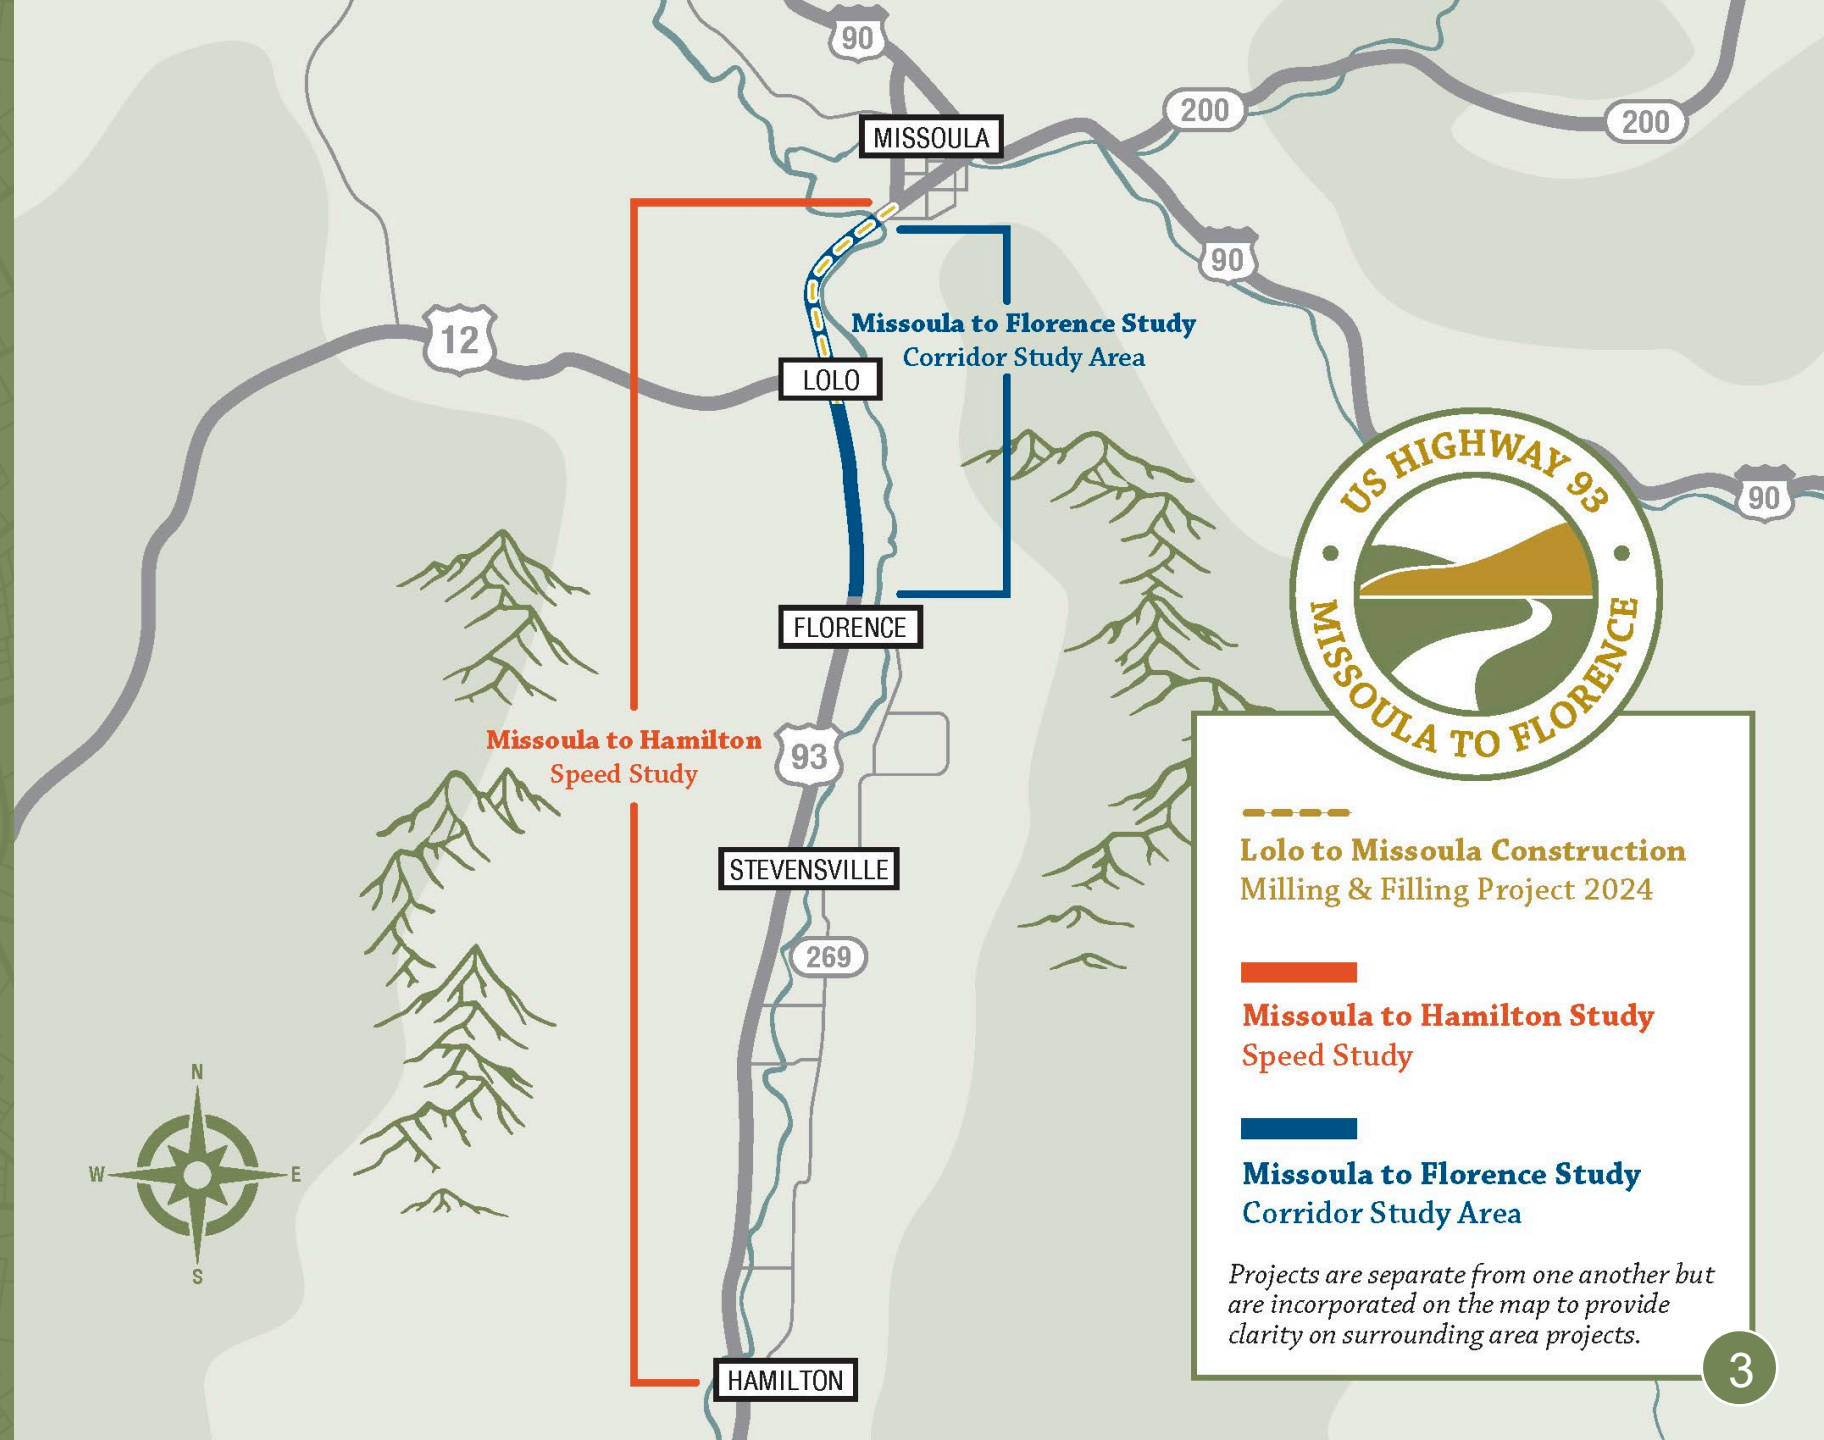 90
200
200
MISSOULA
90
12
Missoula to Florence Study
Corridor Study Area
LOLO
US HIGHWAY 93
MISSOULA TO FLORENCE
90
FLORENCE
Missoula to Hamilton
Speed Study
93
STEVENSVILLE
269
HAMILTON
N
W
E
S
Lolo to Missoula Construction
Milling & Filling Project 2024
Missoula to Hamilton Study
Speed Study
Missoula to Florence Study
Corridor Study Area
Projects are separate from one another but
are incorporated on the map to provide
clarity on surrounding area projects.
3